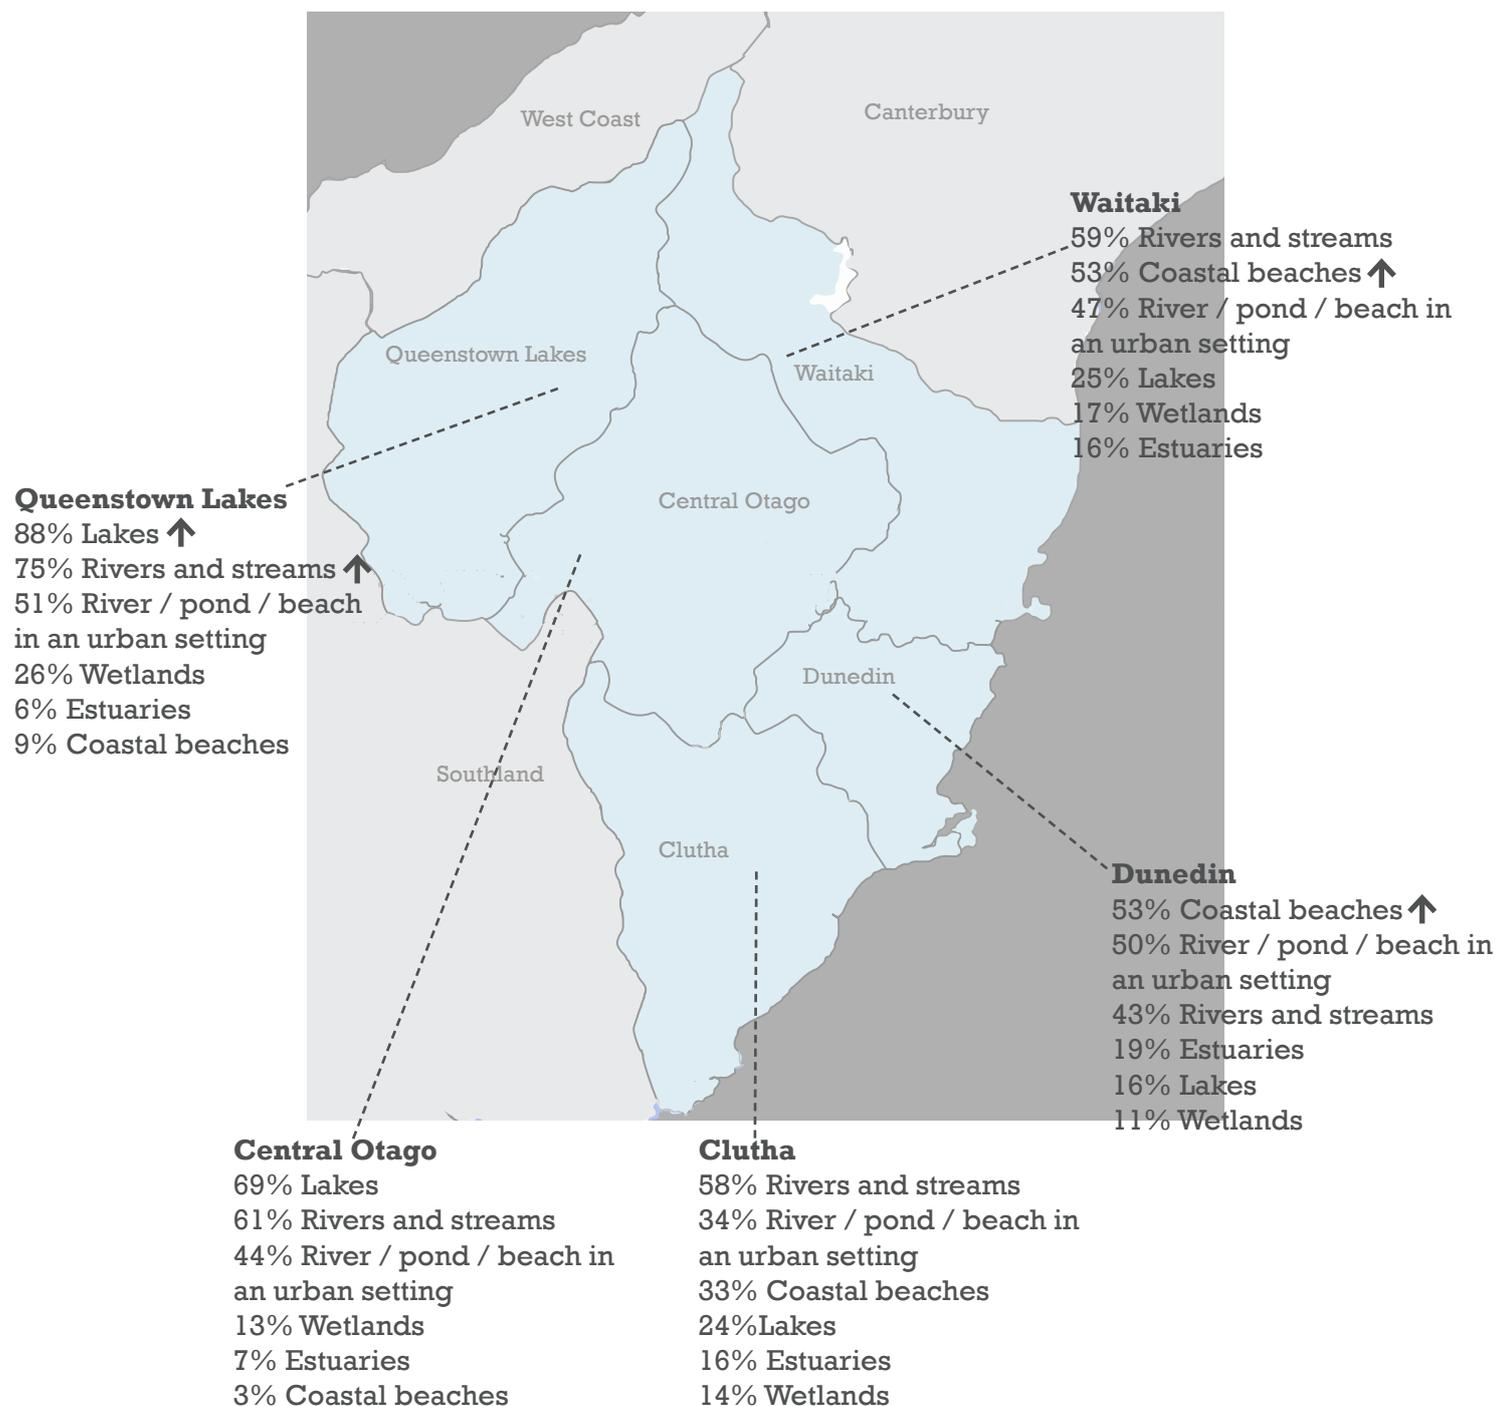 West Coast
Canterbury
Waitaki
59% Rivers and streams
53% Coastal beaches ↑
47% River / pond / beach in
an urban setting
25% Lakes
17% Wetlands
16% Estuaries
Queenstown Lakes
Waitaki
Central Otago
Queenstown Lakes
88% Lakes ↑
75% Rivers and streams ↑
51% River / pond / beach
in an urban setting
26% Wetlands
6% Estuaries
9% Coastal beaches
Dunedin
Southland
Clutha
Dunedin
53% Coastal beaches ↑
50% River / pond / beach in
an urban setting
43% Rivers and streams
19% Estuaries
16% Lakes
11% Wetlands
Central Otago
69% Lakes
61% Rivers and streams
44% River / pond / beach in
an urban setting
13% Wetlands
7% Estuaries
3% Coastal beaches
Clutha
58% Rivers and streams
34% River / pond / beach in
an urban setting
33% Coastal beaches
24%Lakes
16% Estuaries
14% Wetlands